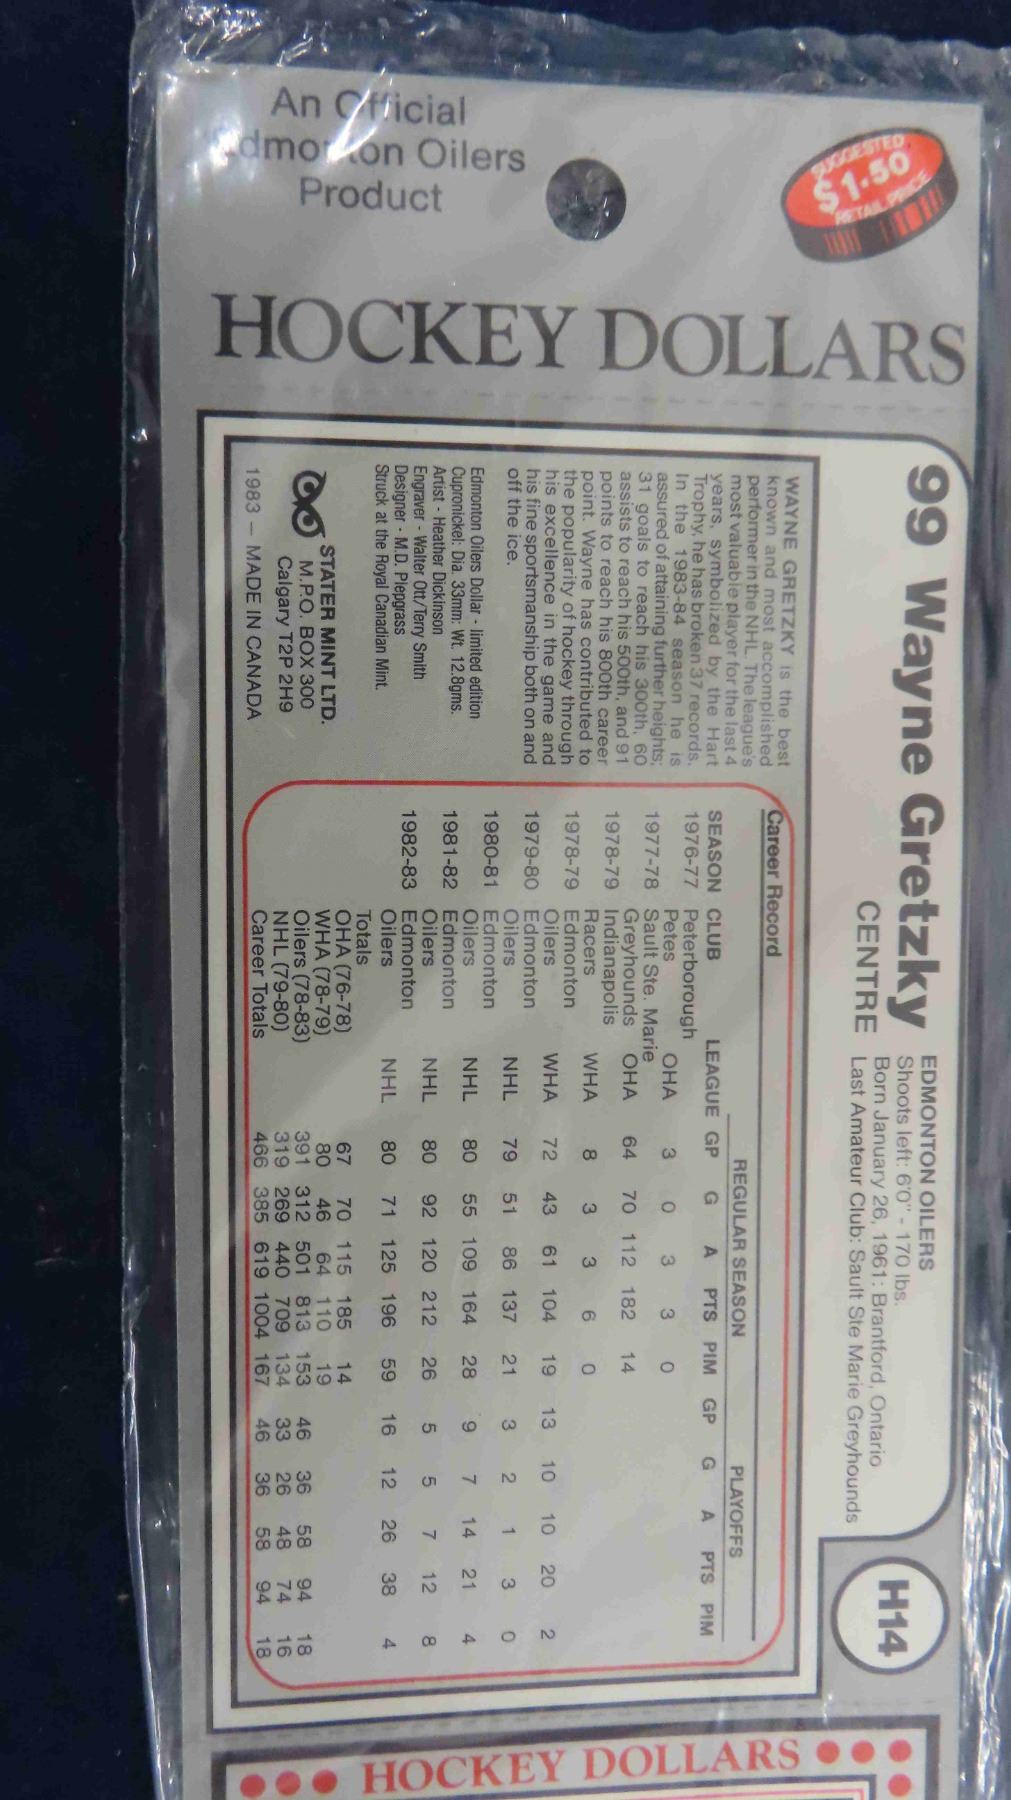 An Official
Edmonton Oilers
Product
SUGGESTED
$1.50
RETAIL PRICE
HOCKEY DOLLARS
99 Wayne Gretzky
CENTRE
EDMONTON OILERS
Shoots left: 6'0" - 170 lbs.
Born January 26, 1961: Brantford, Ontario
Last Amateur Club: Sault Ste Marie Greyhounds
H14
WAYNE GRETZKY is the best
known and most accomplished
performer in the NHL. The league's
most valuable player for the last 4
years, symbolized by the Hart
Trophy, he has broken 37 records.
In the 1983-84 season he is
assured of attaining further heights;
31 goals to reach his 300th, 60
assists to reach his 500th, and 91
points to reach his 800th career
point. Wayne has contributed to
the popularity of hockey through
his excellence in the game and
his fine sportsmanship both on and
off the ice.
Edmonton Oilers Dollar - limited edition
Cupronickel: Dia. 33mm: Wt. 12.8gms.
Artist - Heather Dickinson
Engraver - Walter Ott/Terry Smith
Designer - M.D. Piepgrass
Struck at the Royal Canadian Mint.
STATER MINT LTD.
M.P.O. BOX 300
Calgary T2P 2H9
1983 – MADE IN CANADA
Career Record
REGULAR SEASON PLAYOFFS
SEASON CLUB LEAGUE GP G A PTS PIM GP G A PTS PIM
1976-77 Peterborough
Petes OHA 3 0 3 3 0
1977-78 Sault Ste. Marie
Greyhounds OHA 64 70 112 182 14
1978-79 Indianapolis
Racers WHA 8 3 3 6 0
1978-79 Edmonton
Oilers WHA 72 43 61 104 19 13 10 10 20 2
1979-80 Edmonton
Oilers NHL 79 51 86 137 21 3 2 1 3 0
1980-81 Edmonton
Oilers NHL 80 55 109 164 28 9 7 14 21 4
1981-82 Edmonton
Oilers NHL 80 92 120 212 26 5 5 7 12 8
1982-83 Edmonton
Oilers NHL 80 71 125 196 59 16 12 26 38 4
Totals
OHA (76-78) 67 70 115 185 14
WHA (78-79) 80 46 64 110 19
Oilers (78-83) 391 312 501 813 153 46 36 58 94 18
NHL (79-80) 319 269 440 709 134 33 26 48 74 16
Career Totals 466 385 619 1004 167 46 36 58 94 18
HOCKEY DOLLARS